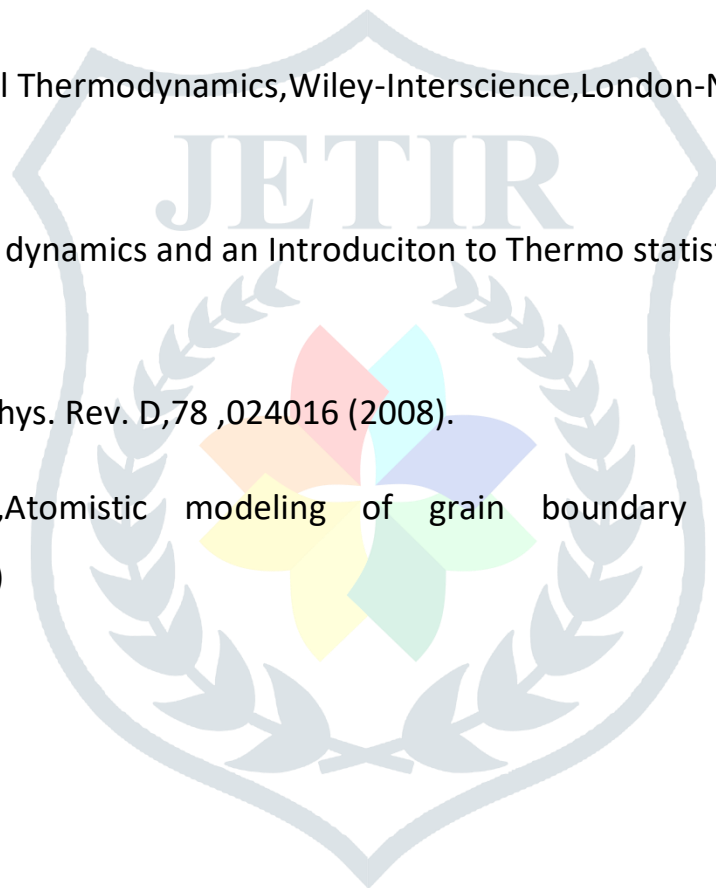 l Thermodynamics,Wiley-Interscience,London-N
JETIR
dynamics and an Introduciton to Thermo statist
hys. Rev. D,78 ,024016 (2008).
,Atomistic modeling of grain boundary
)